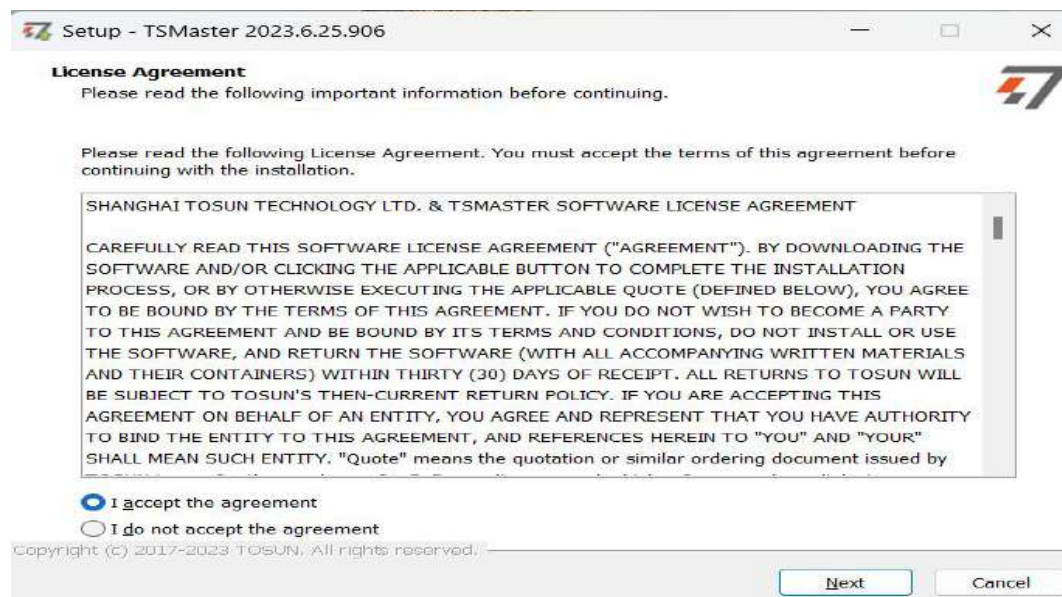 Setup - TSMaster 2023.6.25.906
License Agreement
Please read the following important information before continuing.
Please read the following License Agreement. You must accept the terms of this agreement before
continuing with the installation.
SHANGHAI TOSUN TECHNOLOGY LTD. & TSMASTER SOFTWARE LICENSE AGREEMENT
CAREFULLY READ THIS SOFTWARE LICENSE AGREEMENT ("AGREEMENT"). BY DOWNLOADING THE
SOFTWARE AND/OR CLICKING THE APPLICABLE BUTTON TO COMPLETE THE INSTALLATION
PROCESS, OR BY OTHERWISE EXECUTING THE APPLICABLE QUOTE (DEFINED BELOW), YOU AGREE
TO BE BOUND BY THE TERMS OF THIS AGREEMENT. IF YOU DO NOT WISH TO BECOME A PARTY
TO THIS AGREEMENT AND BE BOUND BY ITS TERMS AND CONDITIONS, DO NOT INSTALL OR USE
THE SOFTWARE, AND RETURN THE SOFTWARE (WITH ALL ACCOMPANYING WRITTEN MATERIALS
AND THEIR CONTAINERS) WITHIN THIRTY (30) DAYS OF RECEIPT. ALL RETURNS TO TOSUN WILL
BE SUBJECT TO TOSUN'S THEN-CURRENT RETURN POLICY. IF YOU ARE ACCEPTING THIS
AGREEMENT ON BEHALF OF AN ENTITY, YOU AGREE AND REPRESENT THAT YOU HAVE AUTHORITY
TO BIND THE ENTITY TO THIS AGREEMENT, AND REFERENCES HEREIN TO "YOU" AND "YOUR"
SHALL MEAN SUCH ENTITY. "Quote" means the quotation or similar ordering document issued by
I accept the agreement
I do not accept the agreement
Copyright (c) 2017-2023 TOSUN. All rights reserved.
Next
Cancel